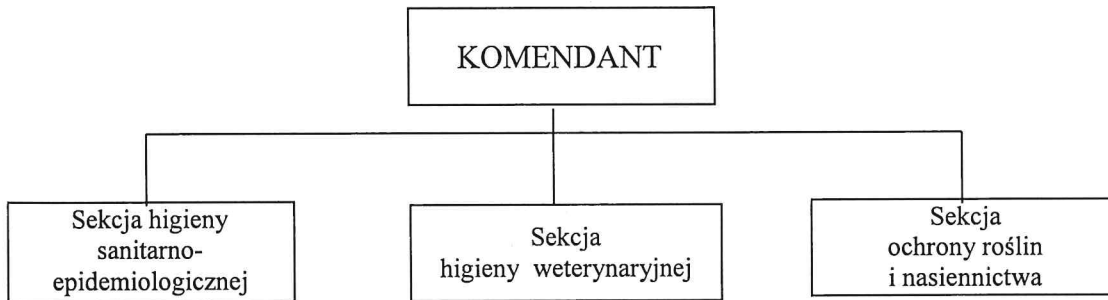 KOMENDANT
Sekcja higieny
sanitarno-
epidemiologicznej
Sekcja
higieny weterynaryjnej
Sekcja
ochrony roślin
i nasiennictwa